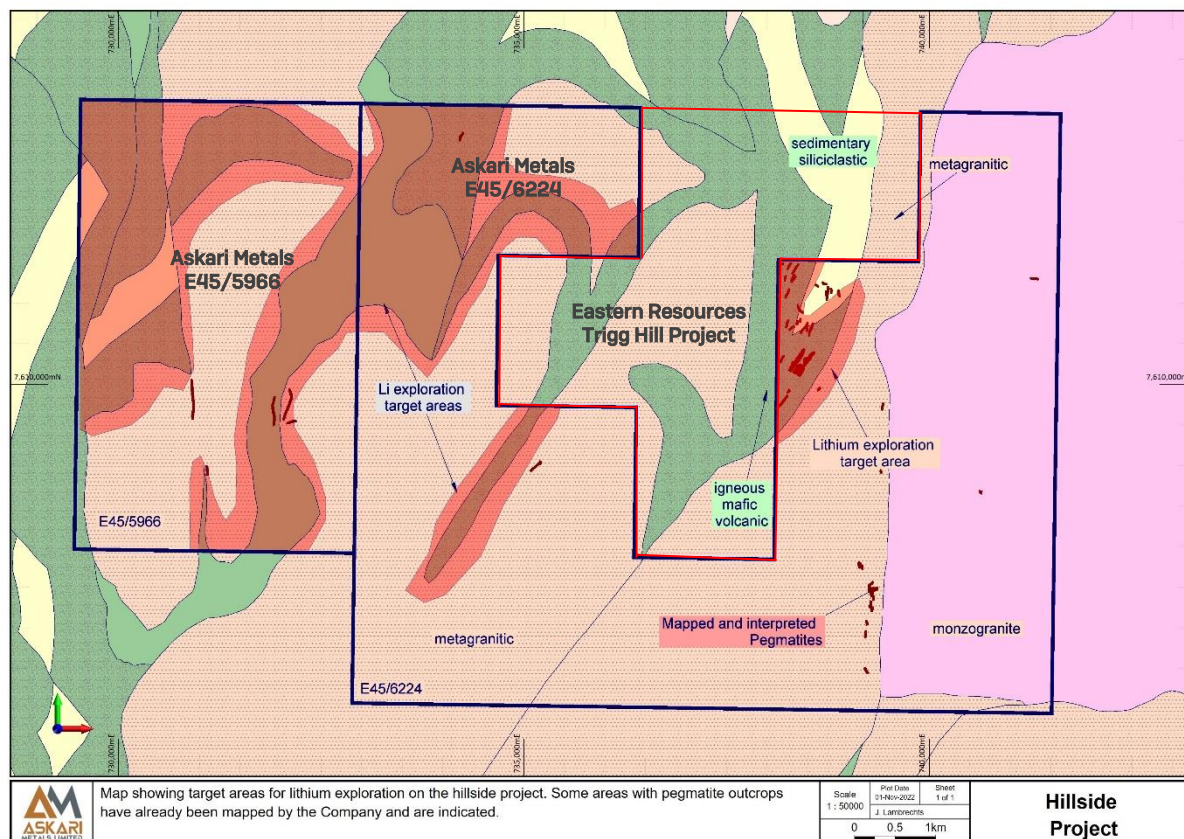 730,000mE
735,000mE
740,000mE
sedimentary
siliciclastic
metagranitic
Askari Metals
E45/6224
Askari Metals
E45/5966
Eastern Resources
Trigg Hill Project
7,610,000mN
7,610,000mN
Li exploration
target areas
Lithium exploration
target area
igneous
mafic
volcanic
E45/5966
Mapped and interpreted
Pegmatites
metagranitic
monzogranite
E45/6224
730,000mE
735,000mE
740,000mE
AM
ASKARI
METALS LIMITED
Map showing target areas for lithium exploration on the hillside project. Some areas with pegmatite outcrops
have already been mapped by the Company and are indicated.
Scale
1 : 50000
Plot Date
01-Nov-2022
Sheet
1 of 1
J. Lambrechts
0 0.5 1km
Hillside
Project